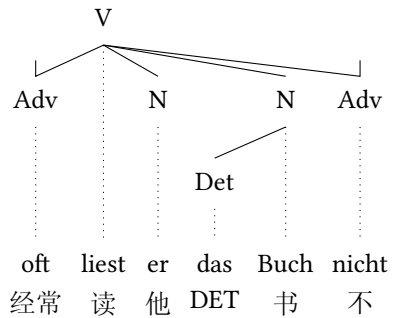 V
Adv N N Adv
Det
oft liest er das Buch nicht
经常 读 他 DET 书 不